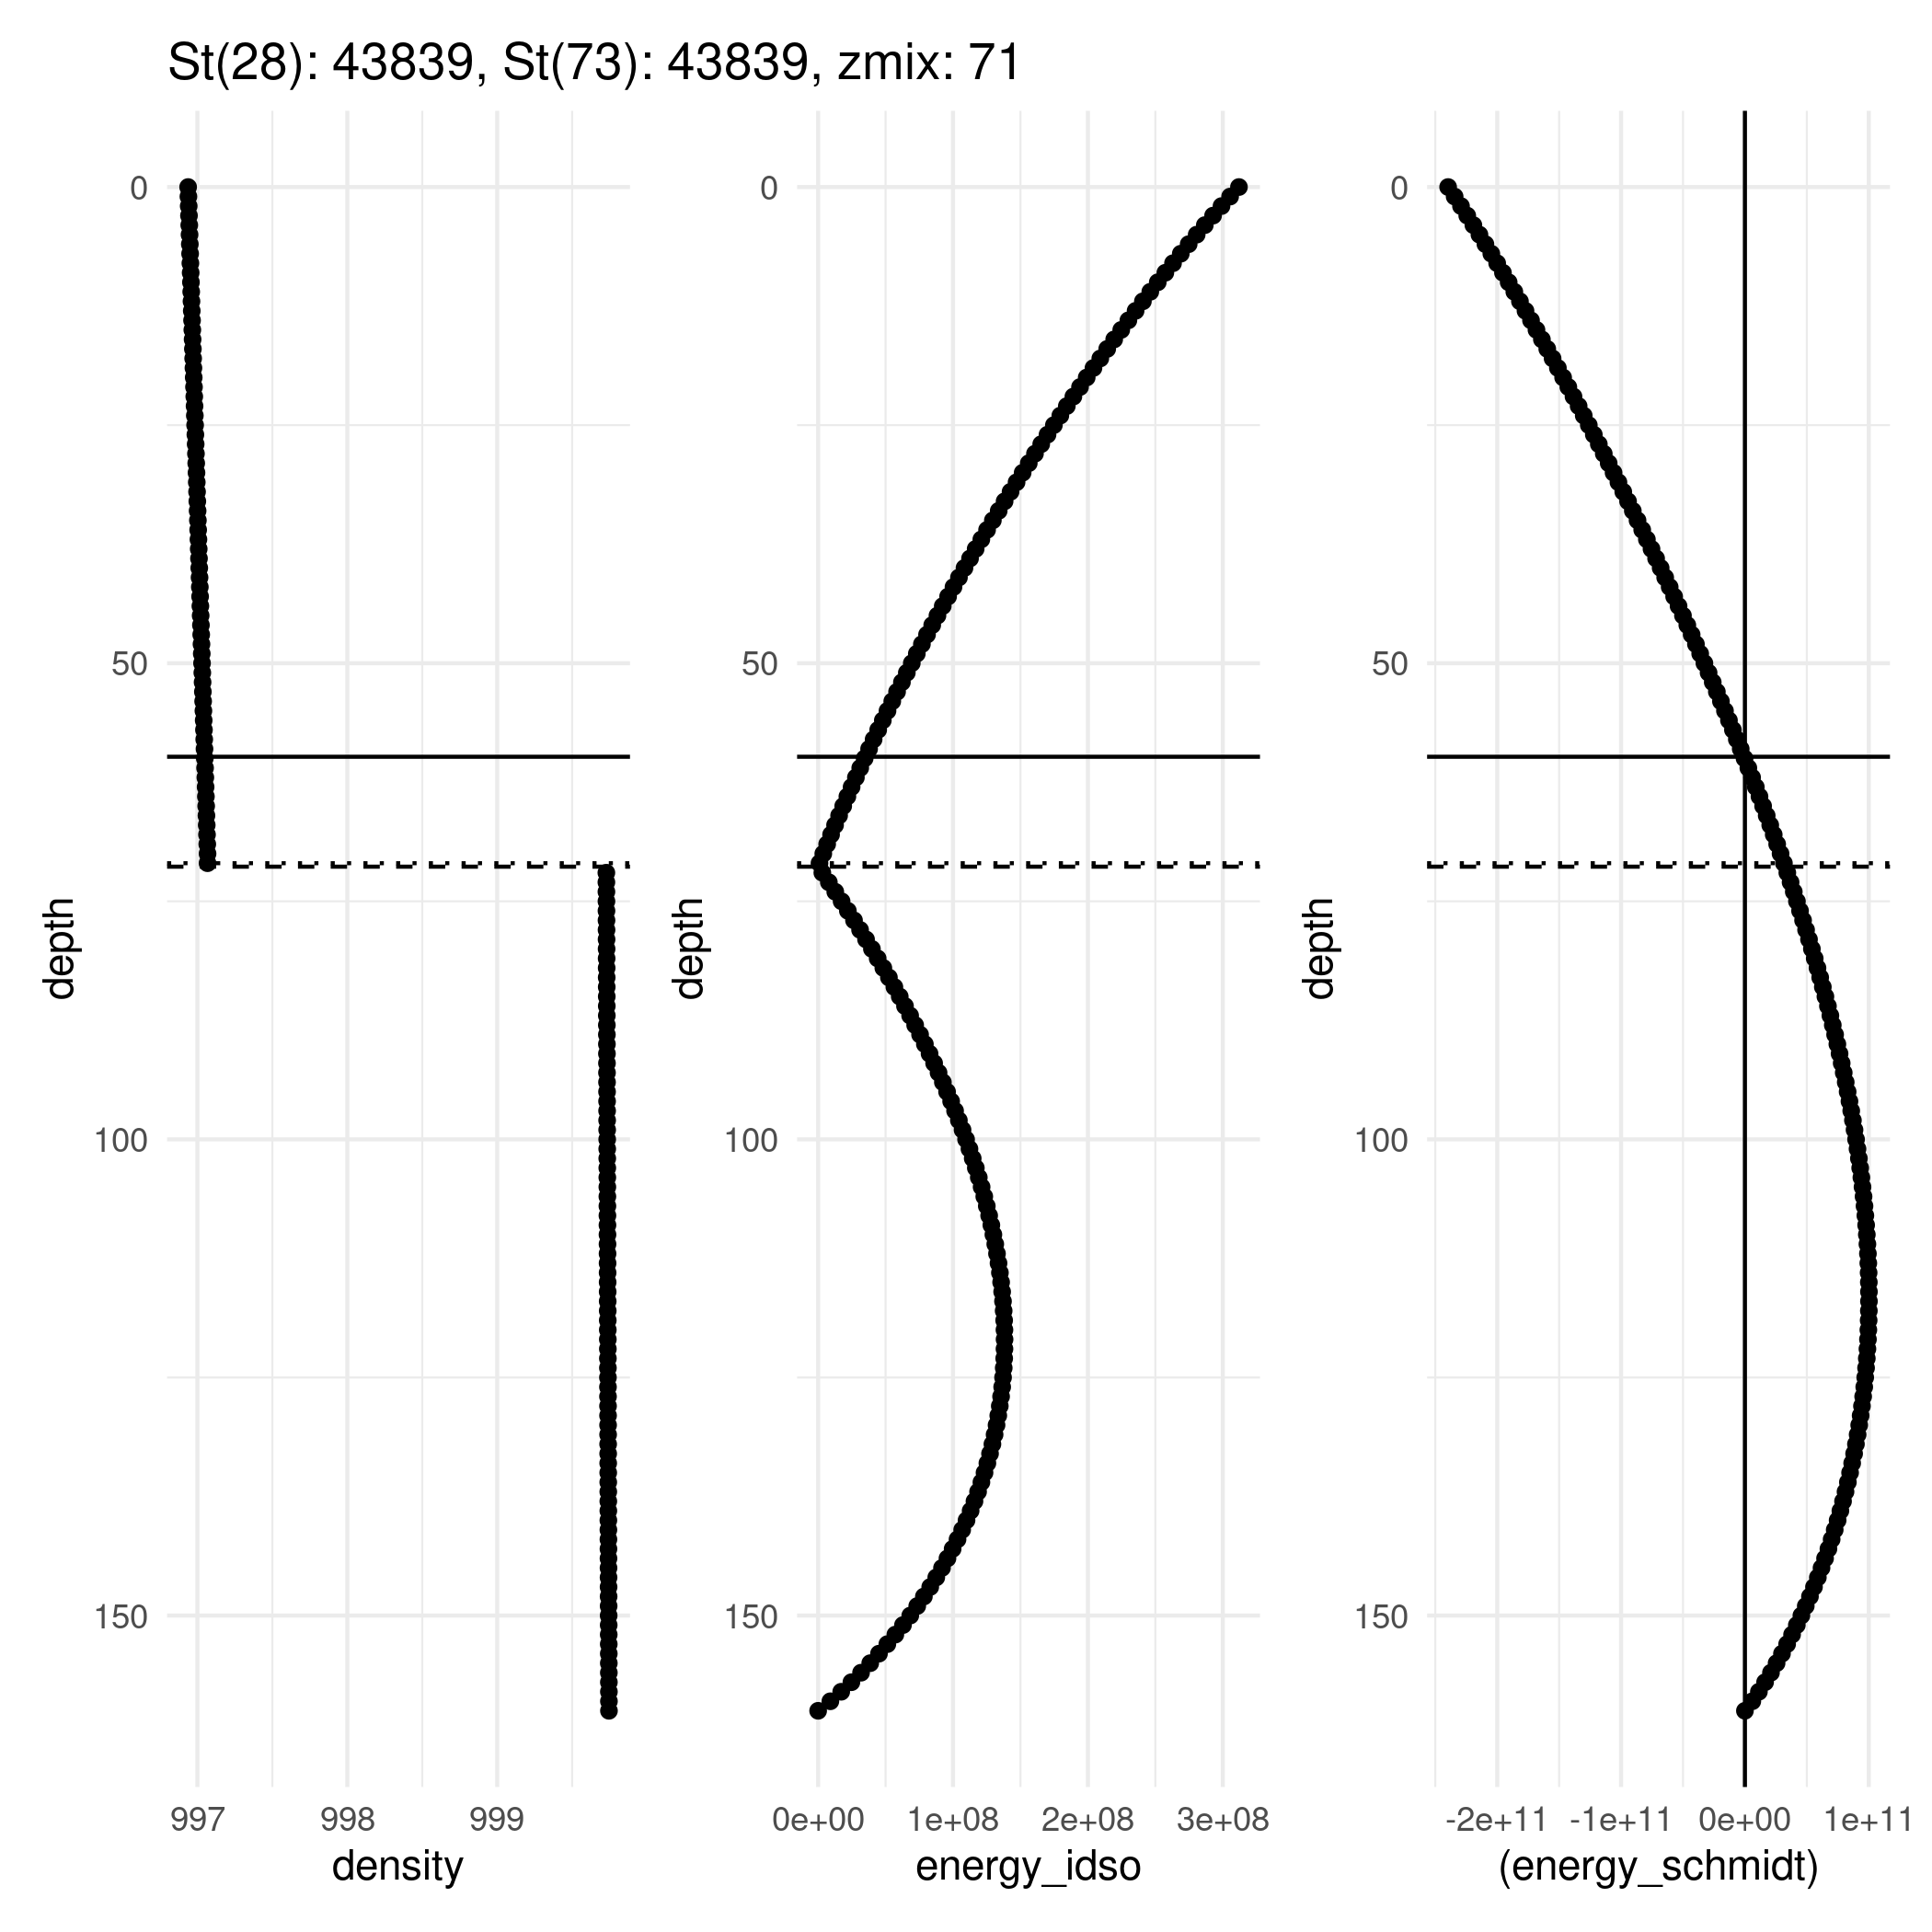 St(28): 43839, St(73): 43839, zmix: 71
0
50
100
150
depth
997 998 999
density
0
50
100
150
depth
0e+00 1e+08 2e+08 3e+08
energy_idso
0
50
100
150
depth
-2e+11 -1e+11 0e+00 1e+11
(energy_schmidt)